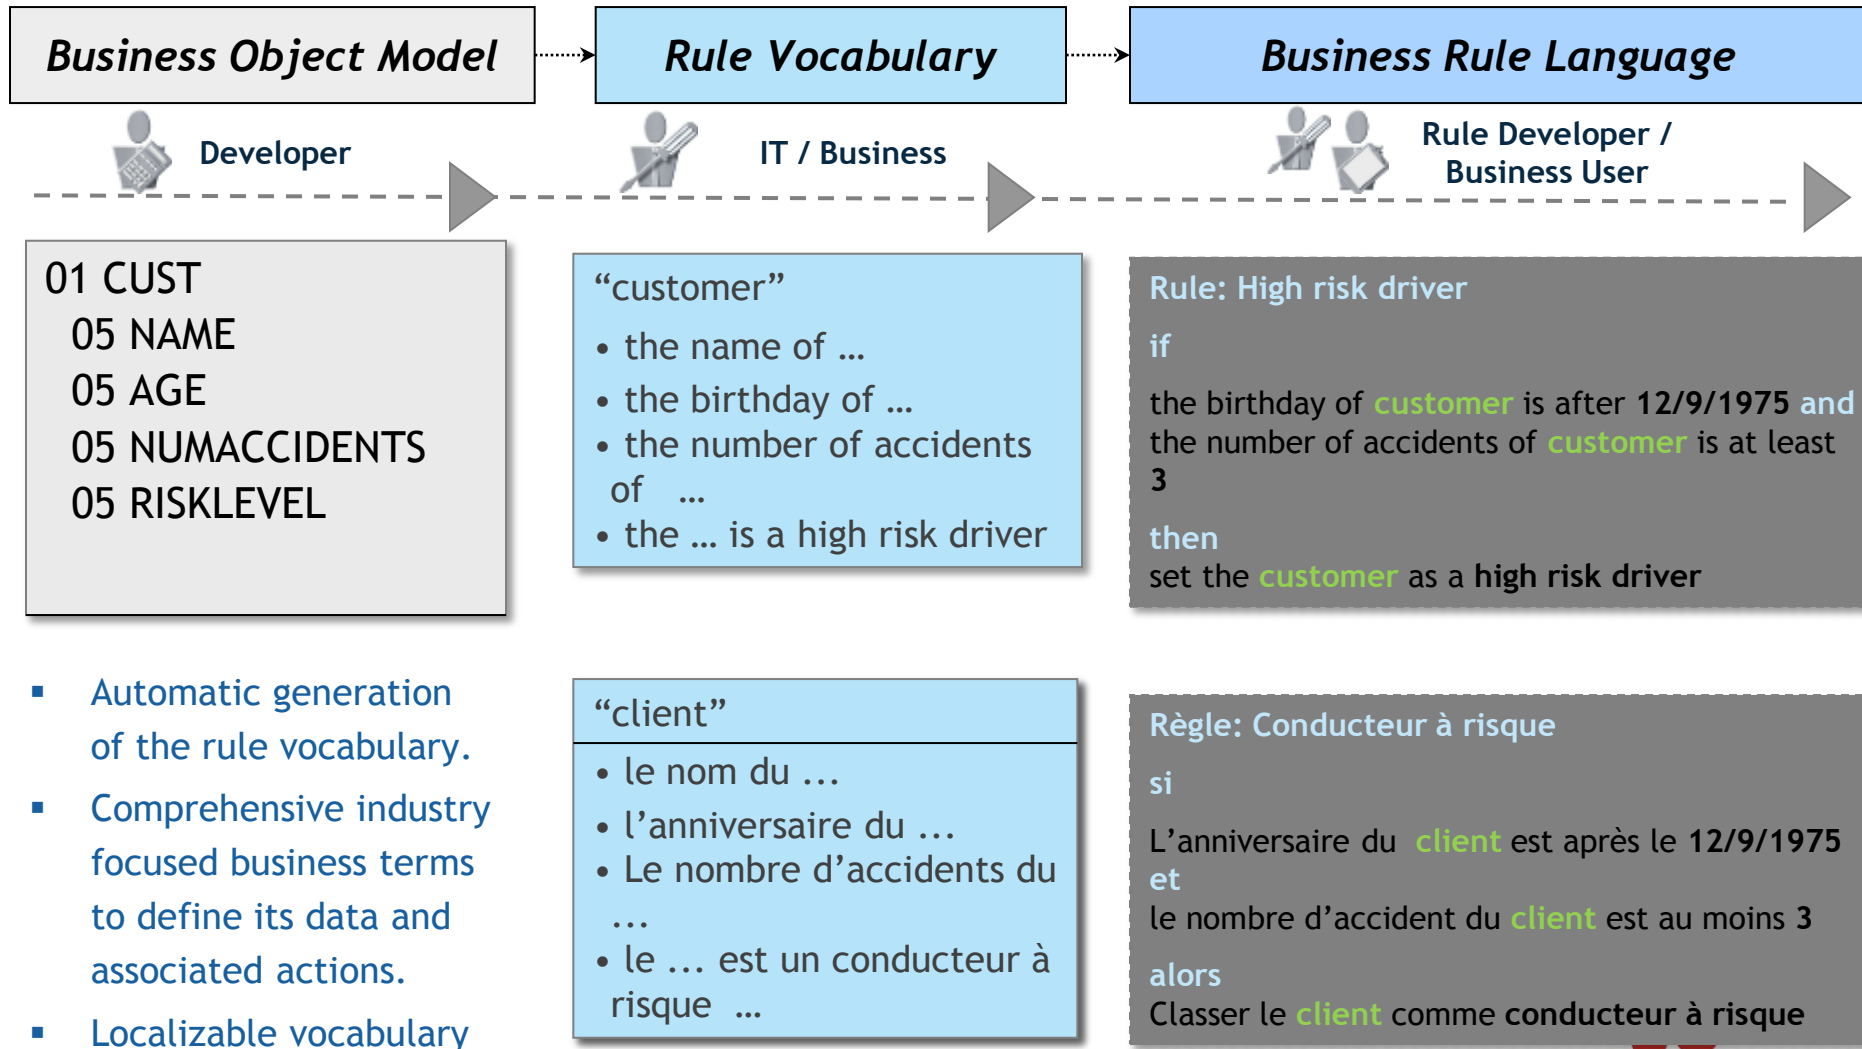 Business Object Model
Rule Vocabulary
Business Rule Language
Developer
IT / Business
Rule Developer /
Business User
01 CUST
05 NAME
05 AGE
05 NUMACCIDENTS
05 RISKLEVEL
“customer”
• the name of …
• the birthday of …
• the number of accidents
of …
• the … is a high risk driver
Rule: High risk driver
if
the birthday of customer is after 12/9/1975 and
the number of accidents of customer is at least
3
then
set the customer as a high risk driver
▪ Automatic generation
of the rule vocabulary.
▪ Comprehensive industry
focused business terms
to define its data and
associated actions.
▪ Localizable vocabulary
“client”
• le nom du ...
• l’anniversaire du ...
• Le nombre d’accidents du
...
• le ... est un conducteur à
risque …
Règle: Conducteur à risque
si
L’anniversaire du client est après le 12/9/1975
et
le nombre d’accident du client est au moins 3
alors
Classer le client comme conducteur à risque